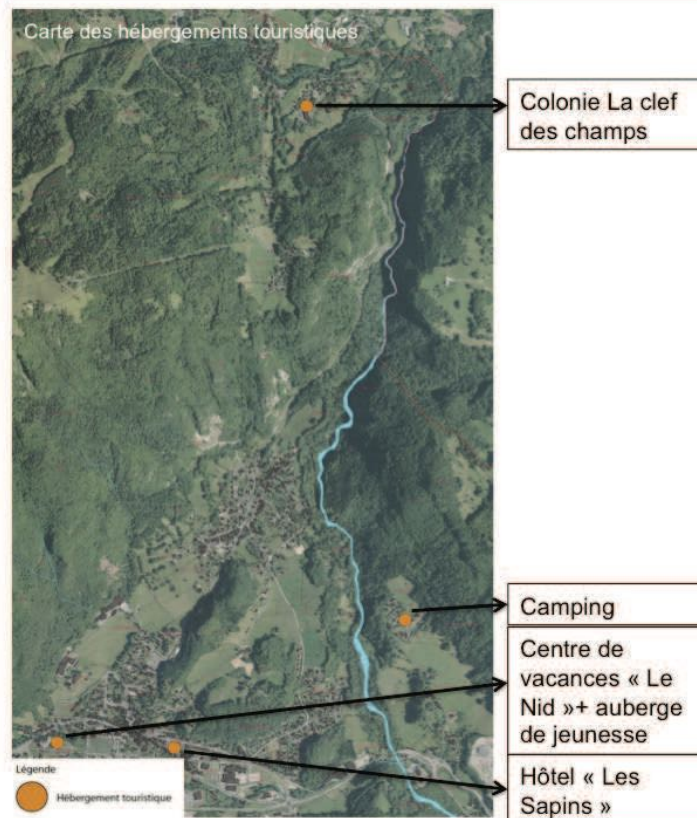 Carte des hébergements touristiques
Colonie La clef
des champs
Camping
Centre de
vacances « Le
Nid »+ auberge
de jeunesse
Hôtel « Les
Sapins »
Légende
Hébergement touristique